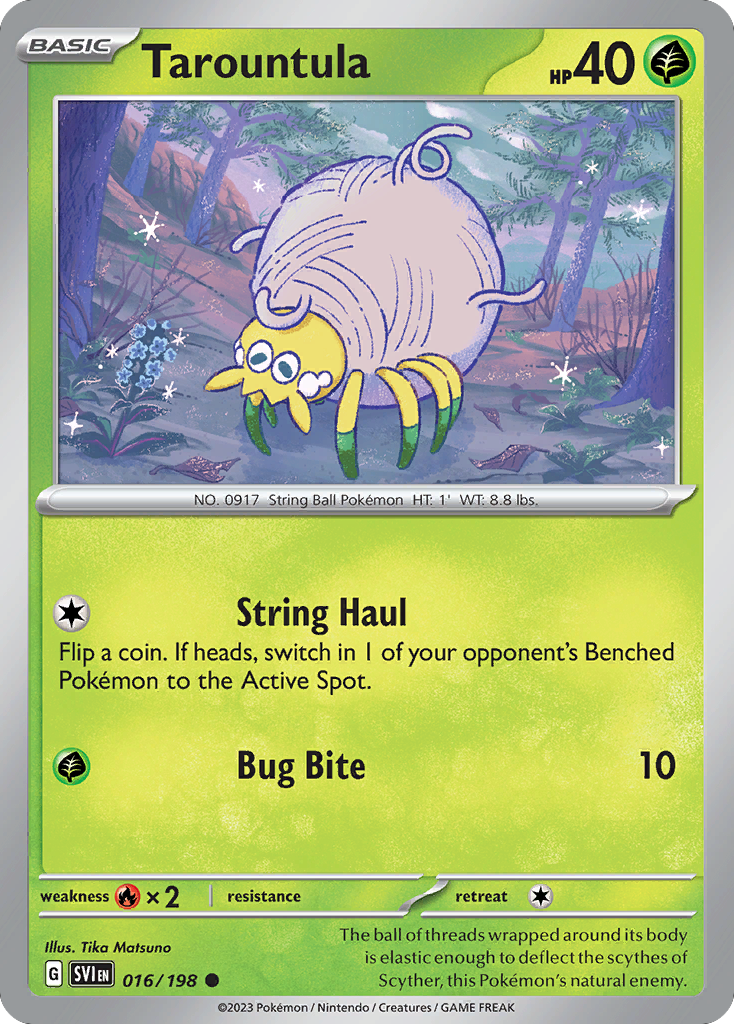 BASIC
Tarountula
HP 40
NO. 0917 String Ball Pokémon HT: 1' WT: 8.8 lbs.
String Haul
Flip a coin. If heads, switch in 1 of your opponent's Benched
Pokémon to the Active Spot.
Bug Bite 10
weakness ×2 resistance retreat
Illus. Tika Matsuno
G SVI EN 016/198
The ball of threads wrapped around its body
is elastic enough to deflect the scythes of
Scyther, this Pokémon's natural enemy.
©2023 Pokémon / Nintendo / Creatures / GAME FREAK